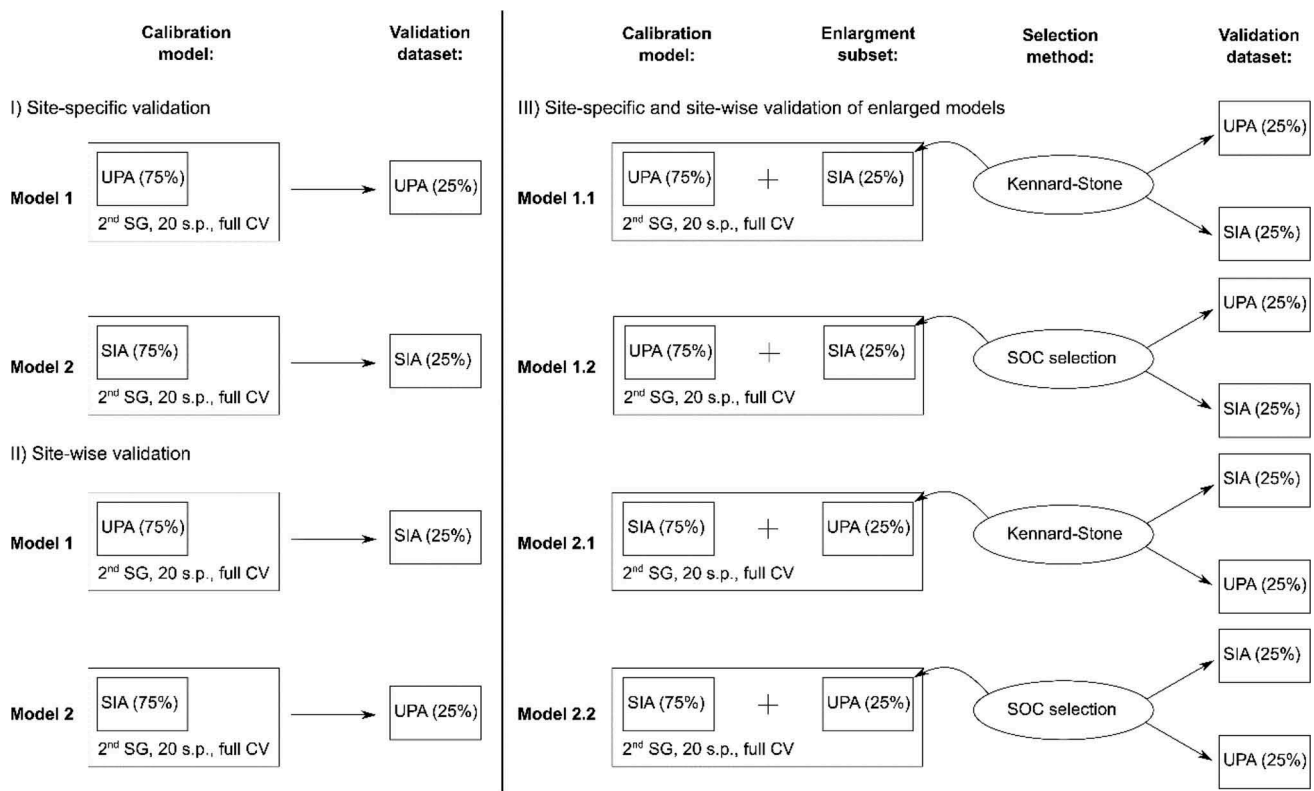 Calibration
model:
Validation
dataset:
I) Site-specific validation
Model 1
UPA (75%)
2nd SG, 20 s.p., full CV
UPA (25%)
Model 2
SIA (75%)
2nd SG, 20 s.p., full CV
SIA (25%)
II) Site-wise validation
Model 1
UPA (75%)
2nd SG, 20 s.p., full CV
SIA (25%)
Model 2
SIA (75%)
2nd SG, 20 s.p., full CV
UPA (25%)
Calibration
model:
Enlargment
subset:
Selection
method:
Validation
dataset:
III) Site-specific and site-wise validation of enlarged models
Model 1.1
UPA (75%)
+
SIA (25%)
2nd SG, 20 s.p., full CV
Kennard-Stone
UPA (25%)
SIA (25%)
Model 1.2
UPA (75%)
+
SIA (25%)
2nd SG, 20 s.p., full CV
SOC selection
UPA (25%)
SIA (25%)
Model 2.1
SIA (75%)
+
UPA (25%)
2nd SG, 20 s.p., full CV
Kennard-Stone
SIA (25%)
UPA (25%)
Model 2.2
SIA (75%)
+
UPA (25%)
2nd SG, 20 s.p., full CV
SOC selection
SIA (25%)
UPA (25%)